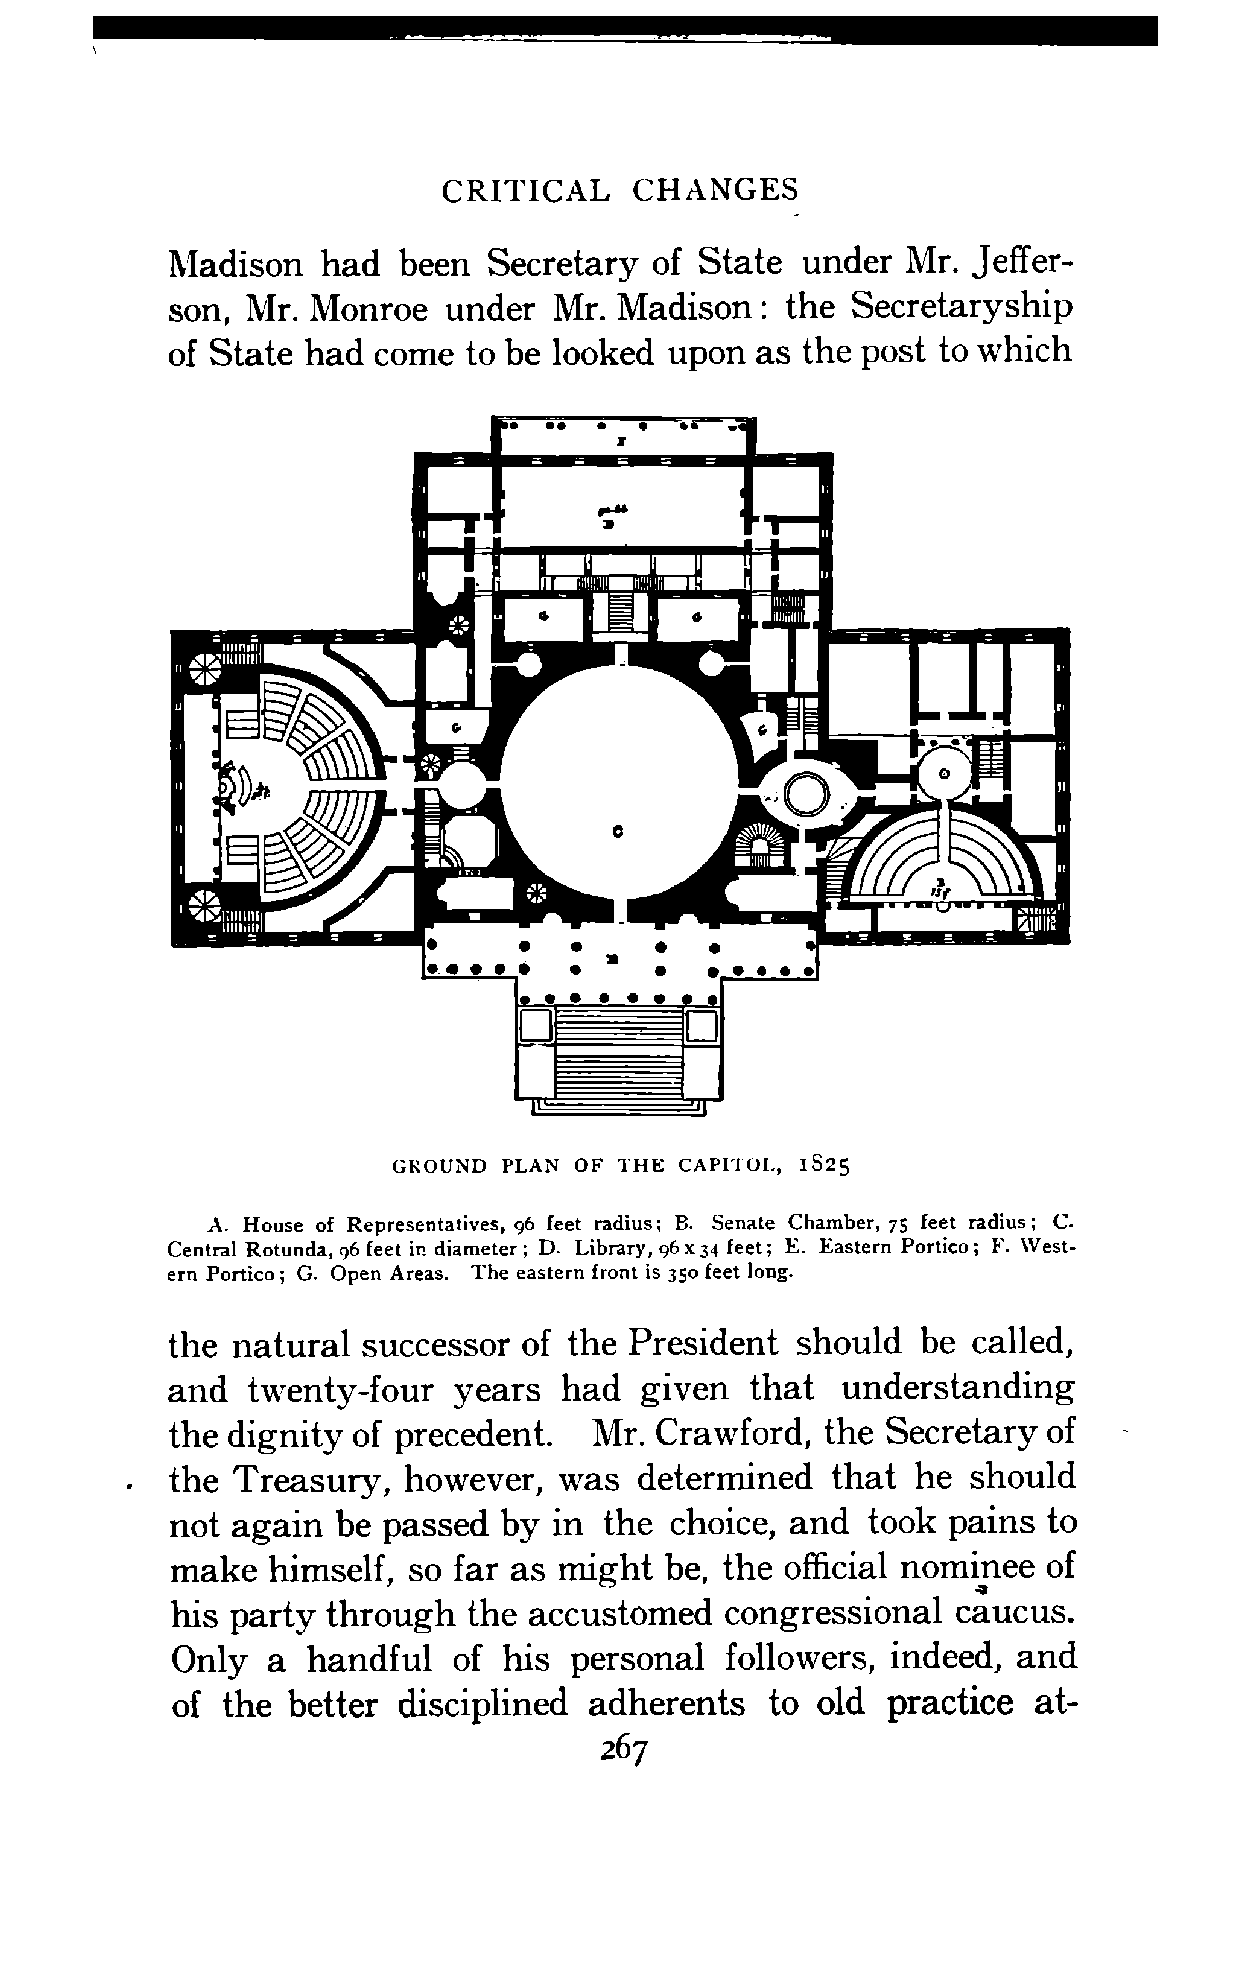 CRITICAL CHANGES
Madison had been Secretary of State under Mr. Jeffer-
son, Mr. Monroe under Mr. Madison: the Secretaryship
of State had come to be looked upon as the post to which
G
G
G
G
C
GROUND PLAN OF THE CAPITOL, 1825
A. House of Representatives, 96 feet radius; B. Senate Chamber, 75 feet radius; C.
Central Rotunda, 96 feet in diameter; D. Library, 96 x 34 feet; E. Eastern Portico; F. West-
ern Portico; G. Open Areas. The eastern front is 350 feet long.
the natural successor of the President should be called,
and twenty-four years had given that understanding
the dignity of precedent. Mr. Crawford, the Secretary of
the Treasury, however, was determined that he should
not again be passed by in the choice, and took pains to
make himself, so far as might be, the official nominee of
his party through the accustomed congressional caucus.
Only a handful of his personal followers, indeed, and
of the better disciplined adherents to old practice at-
267